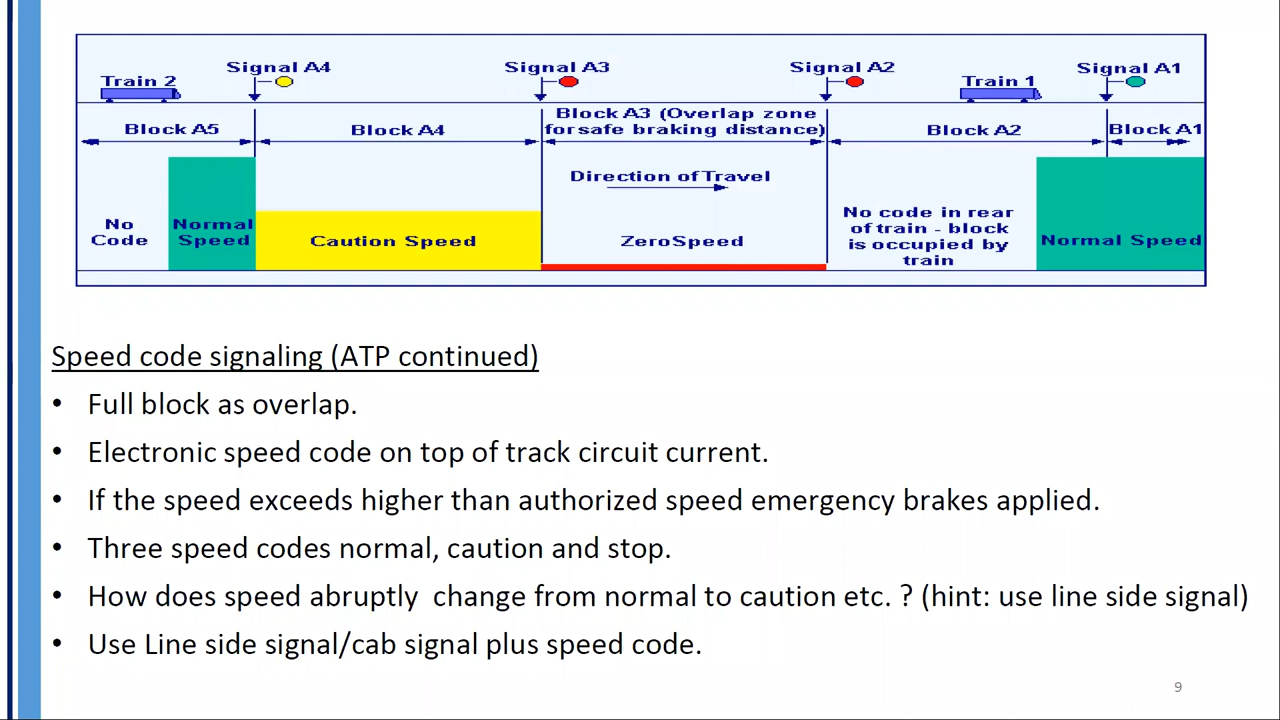 Signal A4
Signal A3
Signal A2
Signal A1
Train 2
Train 1
Block A5
Block A4
Block A3 (Overlap zone
for safe braking distance)
Block A2
Block A1
Direction of Travel
No
Code
Normal
Speed
Caution Speed
Zero Speed
No code in rear
of train - block
is occupied by
train
Normal Speed
Speed code signaling (ATP continued)
• Full block as overlap.
• Electronic speed code on top of track circuit current.
• If the speed exceeds higher than authorized speed emergency brakes applied.
• Three speed codes normal, caution and stop.
• How does speed abruptly  change from normal to caution etc. ? (hint: use line side signal)
• Use Line side signal/cab signal plus speed code.
9